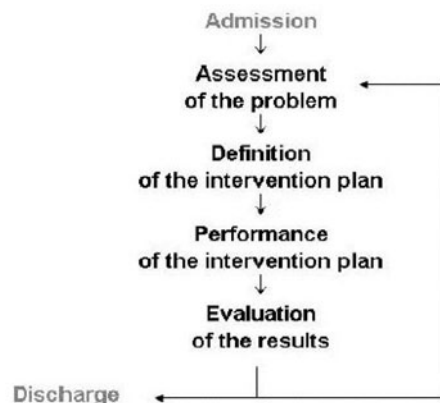 Admission
Assessment
of the problem
Definition
of the intervention plan
Performance
of the intervention plan
Evaluation
of the results
Discharge